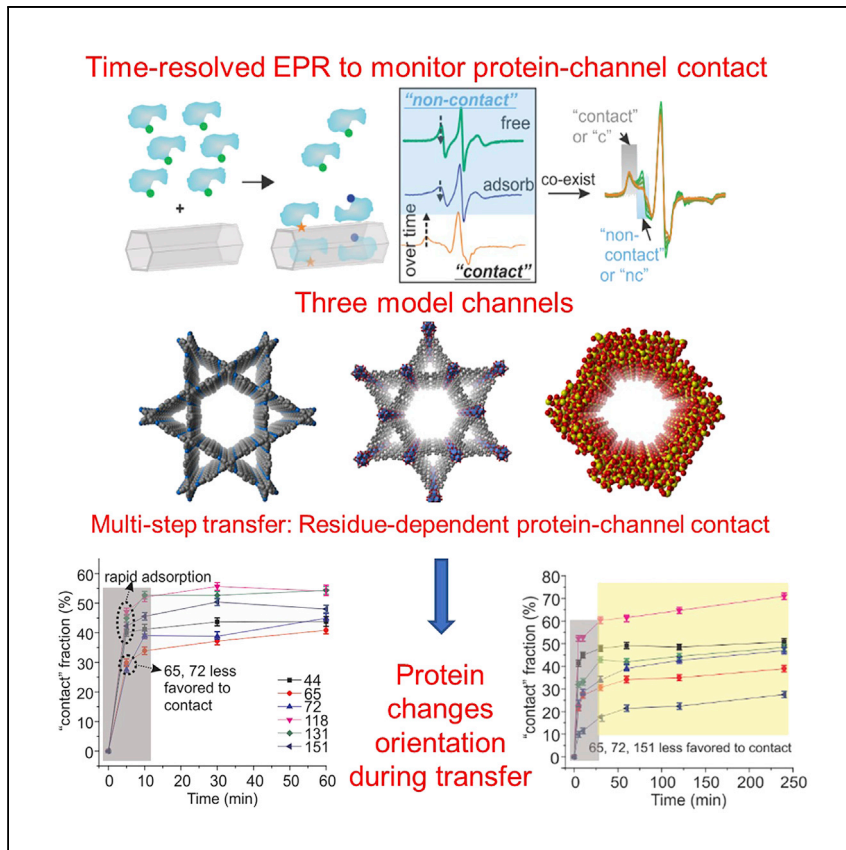 Time-resolved EPR to monitor protein-channel contact
+
"non-contact"
free
adsorb
over time
"contact"
co-exist
"contact"
or "c"
"non-
contact"
or "nc"
Three model channels
Multi-step transfer: Residue-dependent protein-channel contact
rapid adsorption
65, 72 less
favored to
contact
44
65
72
118
131
151
"contact" fraction (%)
60
50
40
30
20
10
0
0 10 20 30 40 50 60
Time (min)
Protein
changes
orientation
during transfer
"contact" fraction (%)
80
70
60
50
40
30
20
10
0
65, 72, 151 less favored to contact
0 50 100 150 200 250
Time (min)